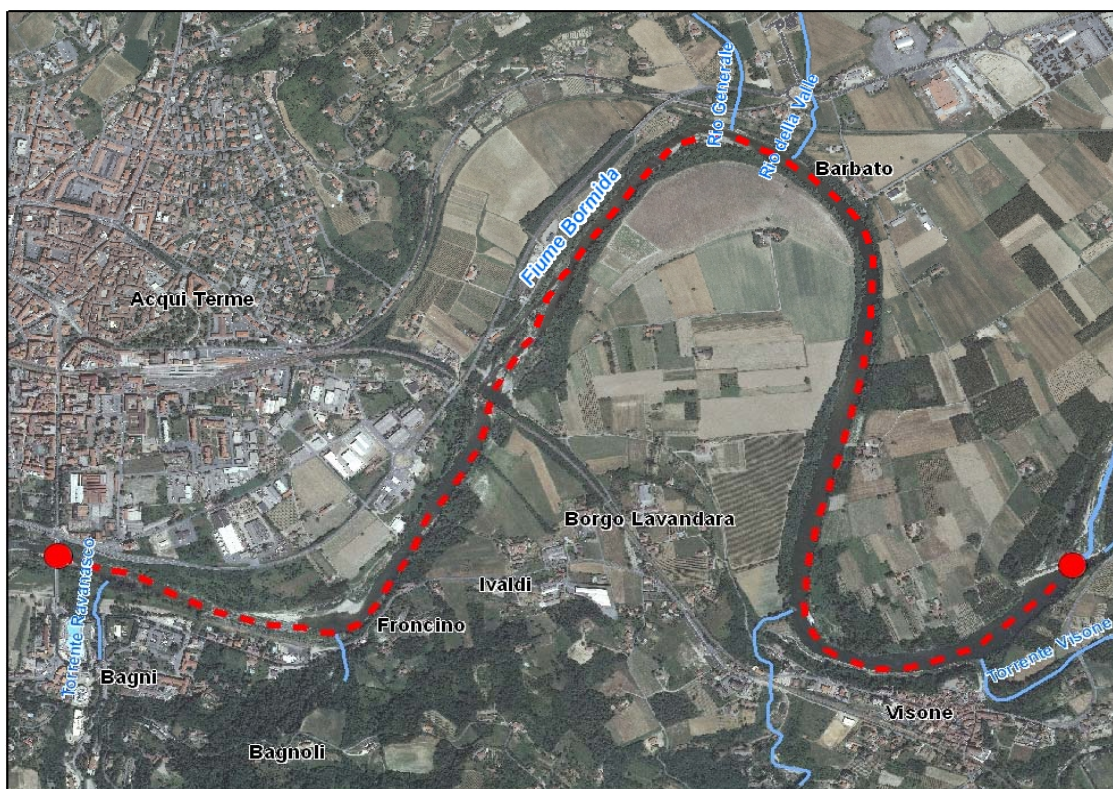 Rio Generale
Rio della Valle
Barbato
Fiume Bormida
Acqui Terme
Borgo Lavandara
Ivaldi
Froncino
Torrente Ravanasco
Bagni
Torrente Visone
Visone
Bagnoli